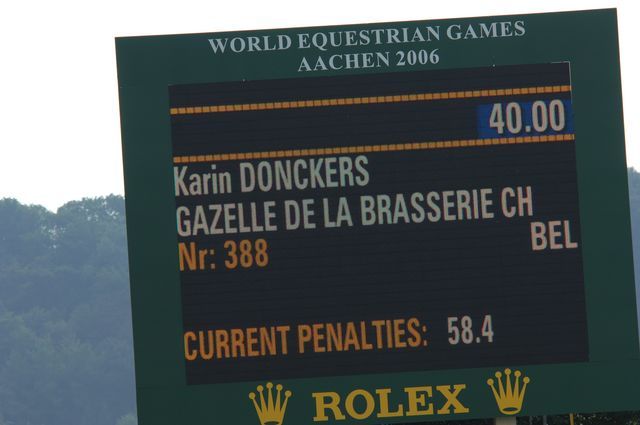 WORLD EQUESTRIAN GAMES
AACHEN 2006
40.00
Karin DONCKERS
GAZELLE DE LA BRASSERIE CH
BEL
Nr: 388
CURRENT PENALTIES: 58.4
ROLEX